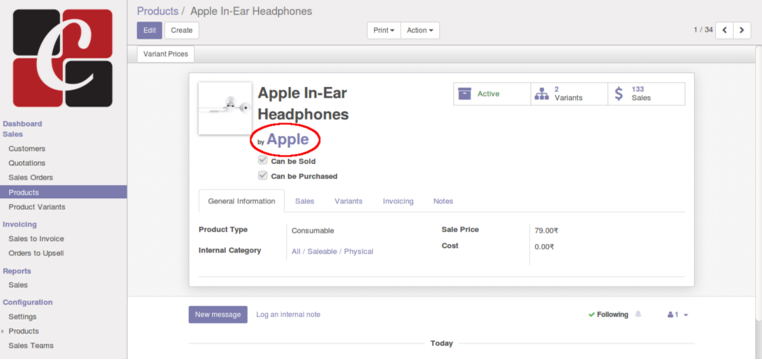 Products / Apple In-Ear Headphones
Edit Create
Print Action
1 / 34
Variant Prices
C
Dashboard
Sales
Customers
Quotations
Sales Orders
Products
Product Variants
Invoicing
Sales to Invoice
Orders to Upsell
Reports
Sales
Configuration
Settings
Products
Sales Teams
Apple In-Ear
Headphones
by Apple
Can be Sold
Can be Purchased
Active
2
Variants
$ 133
Sales
General Information Sales Variants Invoicing Notes
Product Type Consumable
Internal Category All / Saleable / Physical
Sale Price 79.00₹
Cost 0.00₹
New message Log an internal note
Following 1
Today